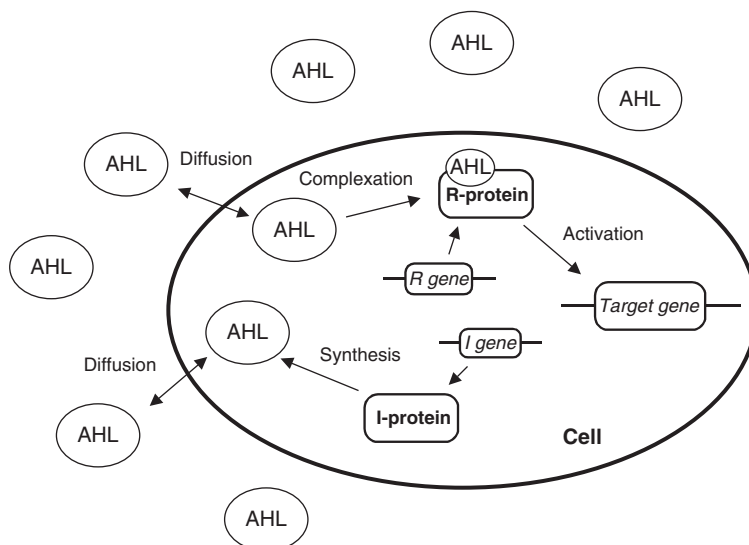 AHL
AHL
AHL
AHL
Diffusion
AHL
Complexation
R-protein
AHL
Activation
AHL
R gene
Target gene
AHL
I gene
Synthesis
Diffusion
I-protein
AHL
Cell
AHL